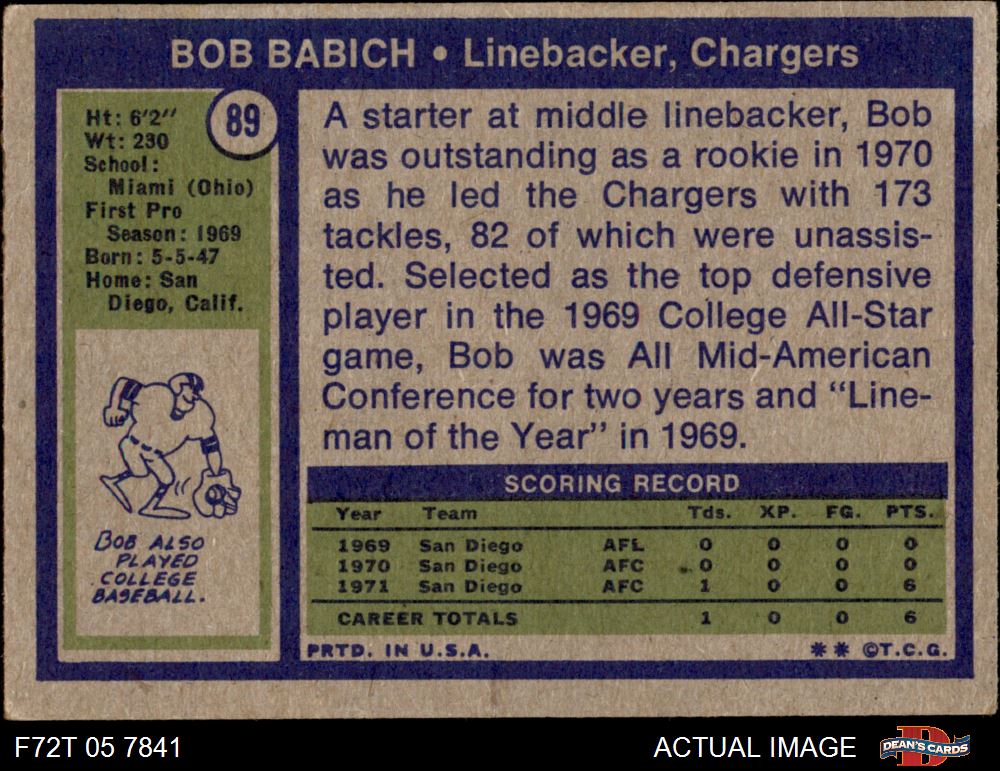 BOB BABICH • Linebacker, Chargers
89
Ht: 6'2"
Wt: 230
School:
Miami (Ohio)
First Pro
Season: 1969
Born: 5-5-47
Home: San
Diego, Calif.
BOB ALSO
PLAYED
COLLEGE
BASEBALL.
A starter at middle linebacker, Bob
was outstanding as a rookie in 1970
as he led the Chargers with 173
tackles, 82 of which were unassis-
ted. Selected as the top defensive
player in the 1969 College All-Star
game, Bob was All Mid-American
Conference for two years and “Line-
man of the Year” in 1969.
SCORING RECORD
Year Team Tds. XP. FG. PTS.
1969 San Diego AFL 0 0 0 0
1970 San Diego AFC 0 0 0 0
1971 San Diego AFC 1 0 0 6
CAREER TOTALS 1 0 0 6
PRTD. IN U.S.A. ** ©T.C.G.
F72T 05 7841 ACTUAL IMAGE DEAN'S CARDS